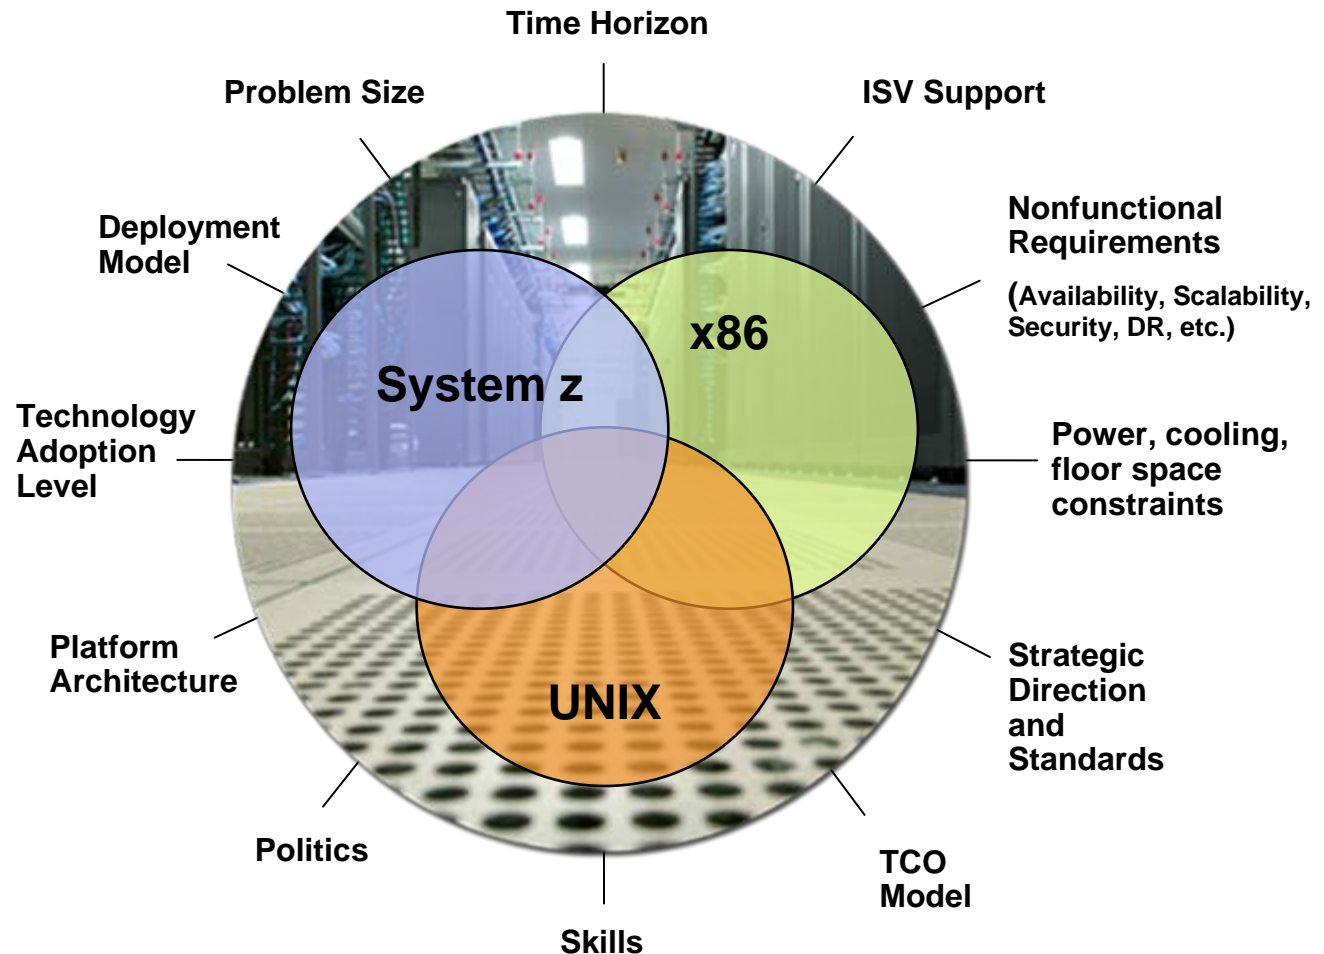 Time Horizon
Problem Size
ISV Support
Deployment
Model
Nonfunctional
Requirements
(Availability, Scalability,
Security, DR, etc.)
x86
System z
Technology
Adoption
Level
Power, cooling,
floor space
constraints
Platform
Architecture
Strategic
Direction
and
Standards
UNIX
Politics
TCO
Model
Skills